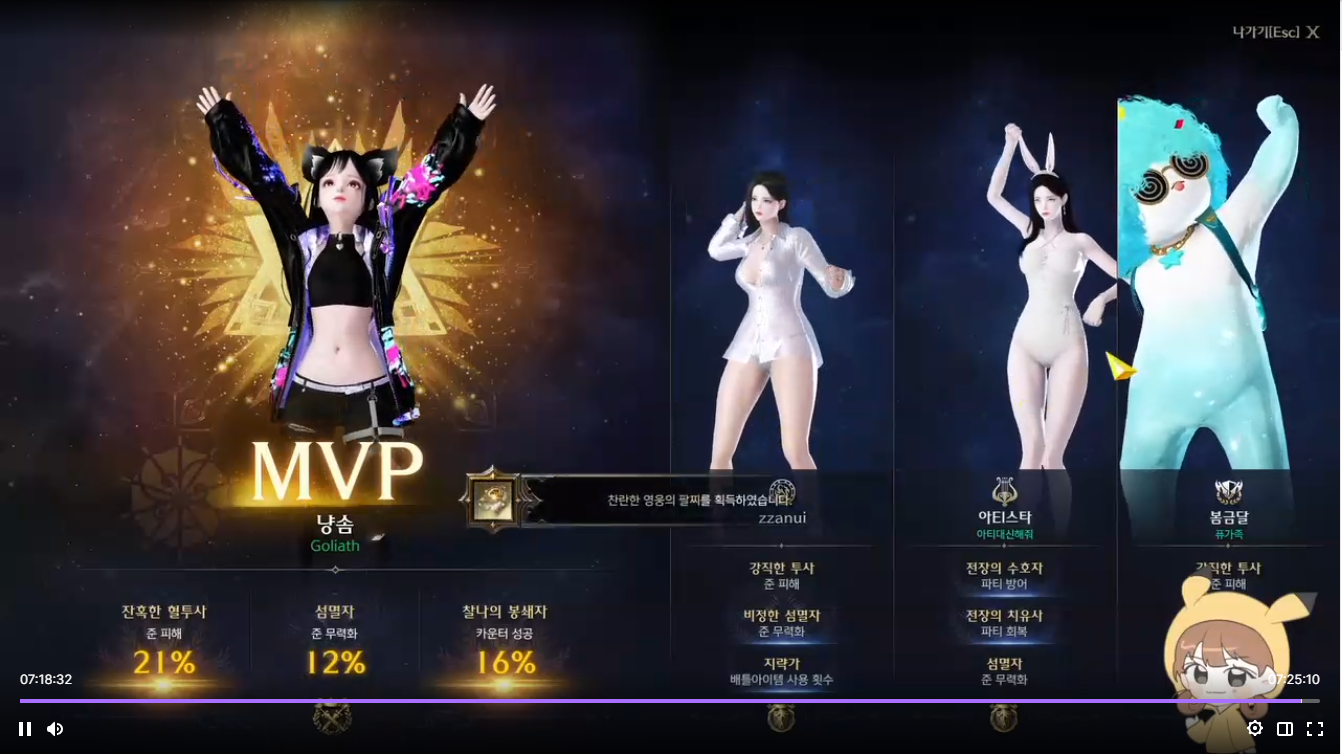 나가기[Esc] X
MVP
냥솜
Goliath
잔혹한 혈투사
준 피해
21%
섬멸자
준 무력화
12%
찰나의 봉쇄자
카운터 성공
16%
찬란한 영웅의 팔찌를 획득하였습니다.
zzanui
강직한 투사
준 피해
비정한 섬멸자
준 무력화
지략가
배틀아이템 사용 횟수
아티스타
아티대신해줘
전장의 수호자
파티 방어
전장의 치유사
파티 회복
섬멸자
준 무력화
봄금달
퓨가족
강직한 투사
준 피해
07:18:32
07:25:10